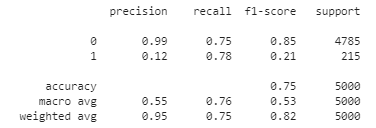 precision recall f1-score support
0 0.99 0.75 0.85 4785
1 0.12 0.78 0.21 215
accuracy 0.75 5000
macro avg 0.55 0.76 0.53 5000
weighted avg 0.95 0.75 0.82 5000